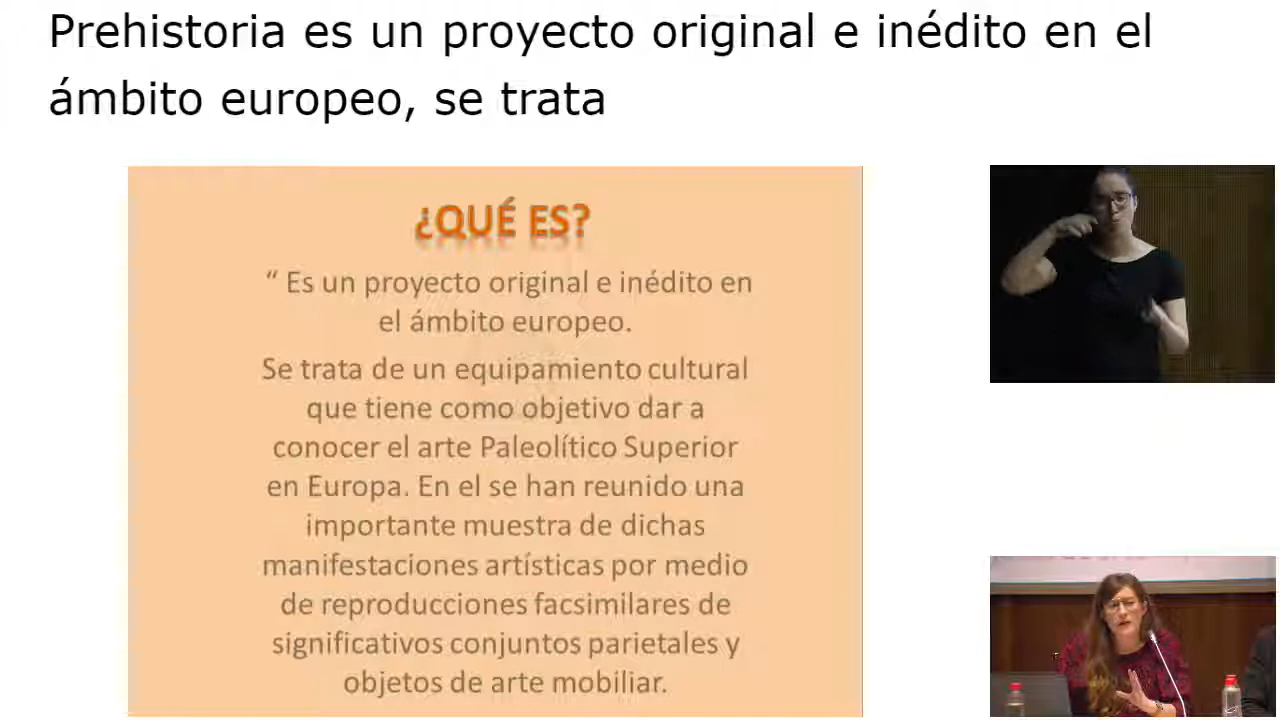 Prehistoria es un proyecto original e inédito en el
ámbito europeo, se trata
¿QUÉ ES?
“ Es un proyecto original e inédito en
el ámbito europeo.
Se trata de un equipamiento cultural
que tiene como objetivo dar a
conocer el arte Paleolítico Superior
en Europa. En el se han reunido una
importante muestra de dichas
manifestaciones artísticas por medio
de reproducciones facsimilares de
significativos conjuntos parietales y
objetos de arte mobiliar.